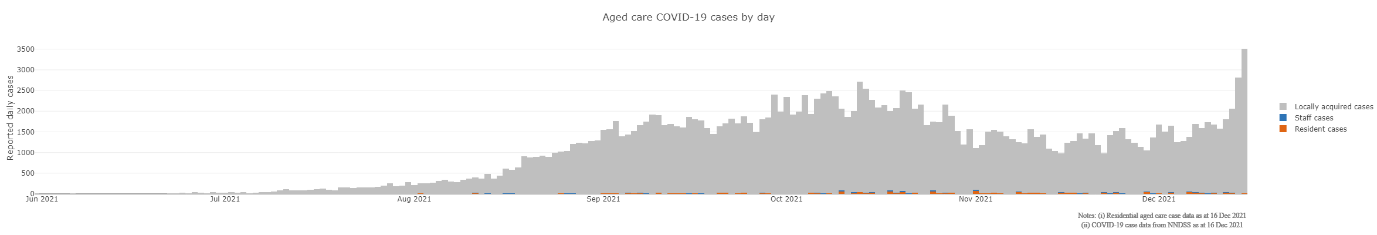 Aged care COVID-19 cases by day
Reported daily cases
3500
3000
2500
2000
1500
1000
500
0
Jun 2021
Jul 2021
Aug 2021
Sep 2021
Oct 2021
Nov 2021
Dec 2021
Locally acquired cases
Staff cases
Resident cases
Notes: (i) Residential aged care case data as at 16 Dec 2021
(ii) COVID-19 case data from NNDSS as at 16 Dec 2021